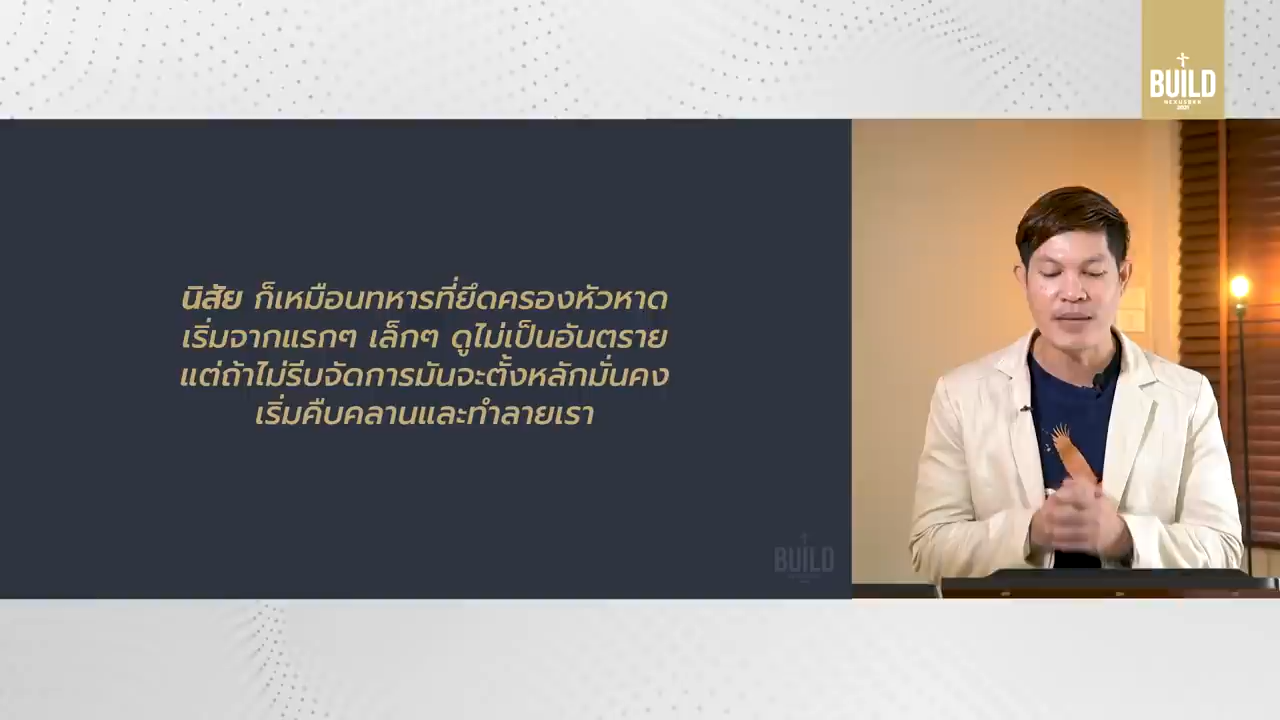 BUILD
NEXUSBKK
2021
นิสัย ก็เหมือนทหารที่ยึดครองหัวหาด
เริ่มจากแรกๆ เล็กๆ ดูไม่เป็นอันตราย
แต่ถ้าไม่รีบจัดการมันจะตั้งหลักมั่นคง
เริ่มคืบคลานและทำลายเรา
BUILD